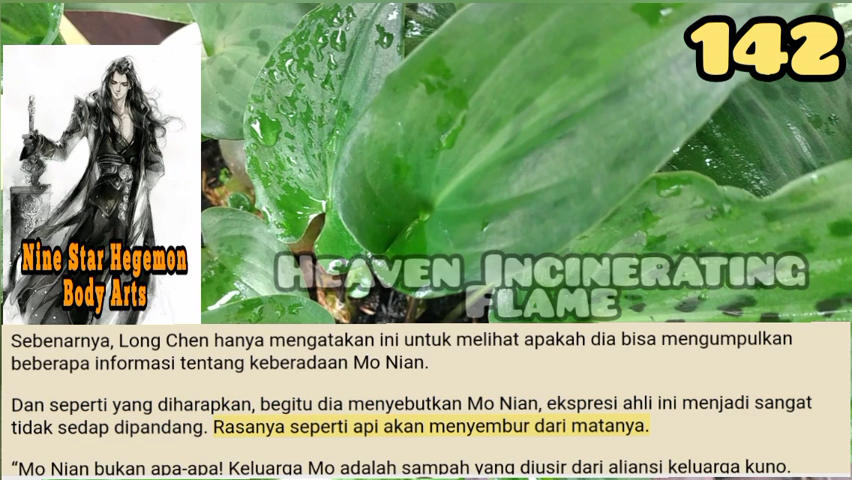 142
Nine Star Hegemon
Body Arts
Heaven Incinerating
Flame
Sebenarnya, Long Chen hanya mengatakan ini untuk melihat apakah dia bisa mengumpulkan
beberapa informasi tentang keberadaan Mo Nian.
Dan seperti yang diharapkan, begitu dia menyebutkan Mo Nian, ekspresi ahli ini menjadi sangat
tidak sedap dipandang. Rasanya seperti api akan menyembur dari matanya.
“Mo Nian bukan apa-apa! Keluarga Mo adalah sampah yang diusir dari aliansi keluarga kuno.